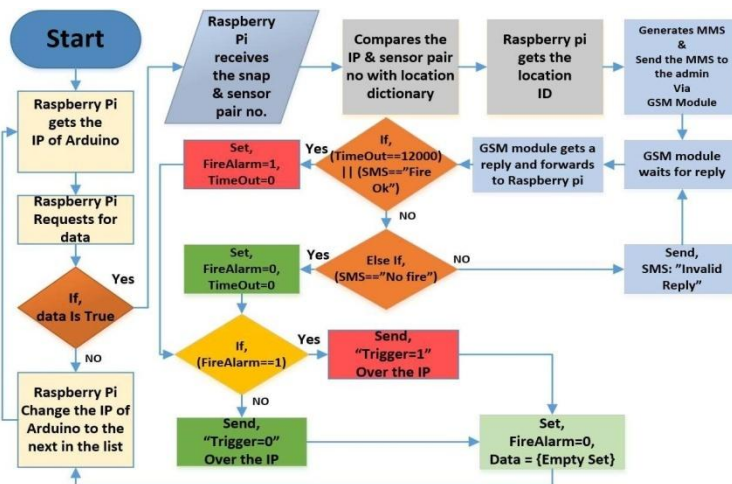 Start
Raspberry Pi
gets the
IP of Arduino
Raspberry Pi
Requests for
data
If,
data Is True
Yes
NO
Raspberry Pi
Change the IP of
Arduino to the
next in the list
Raspberry
Pi
receives
the snap
& sensor
pair no.
Compares the
IP & sensor pair
no with location
dictionary
Raspberry pi
gets the
location
ID
Generates MMS
&
Send the MMS to
the admin
Via
GSM Module
GSM module
waits for reply
GSM module gets a
reply and forwards
to Raspberry pi
If,
(TimeOut==12000)
|| (SMS=="Fire
Ok")
Yes
Set,
FireAlarm=1,
TimeOut=0
NO
Else If,
(SMS=="No fire")
Yes
Set,
FireAlarm=0,
TimeOut=0
NO
Send,
SMS: "Invalid
Reply"
If,
(FireAlarm==1)
Yes
Send,
"Trigger=1"
Over the IP
NO
Send,
"Trigger=0"
Over the IP
Set,
FireAlarm=0,
Data = {Empty Set}